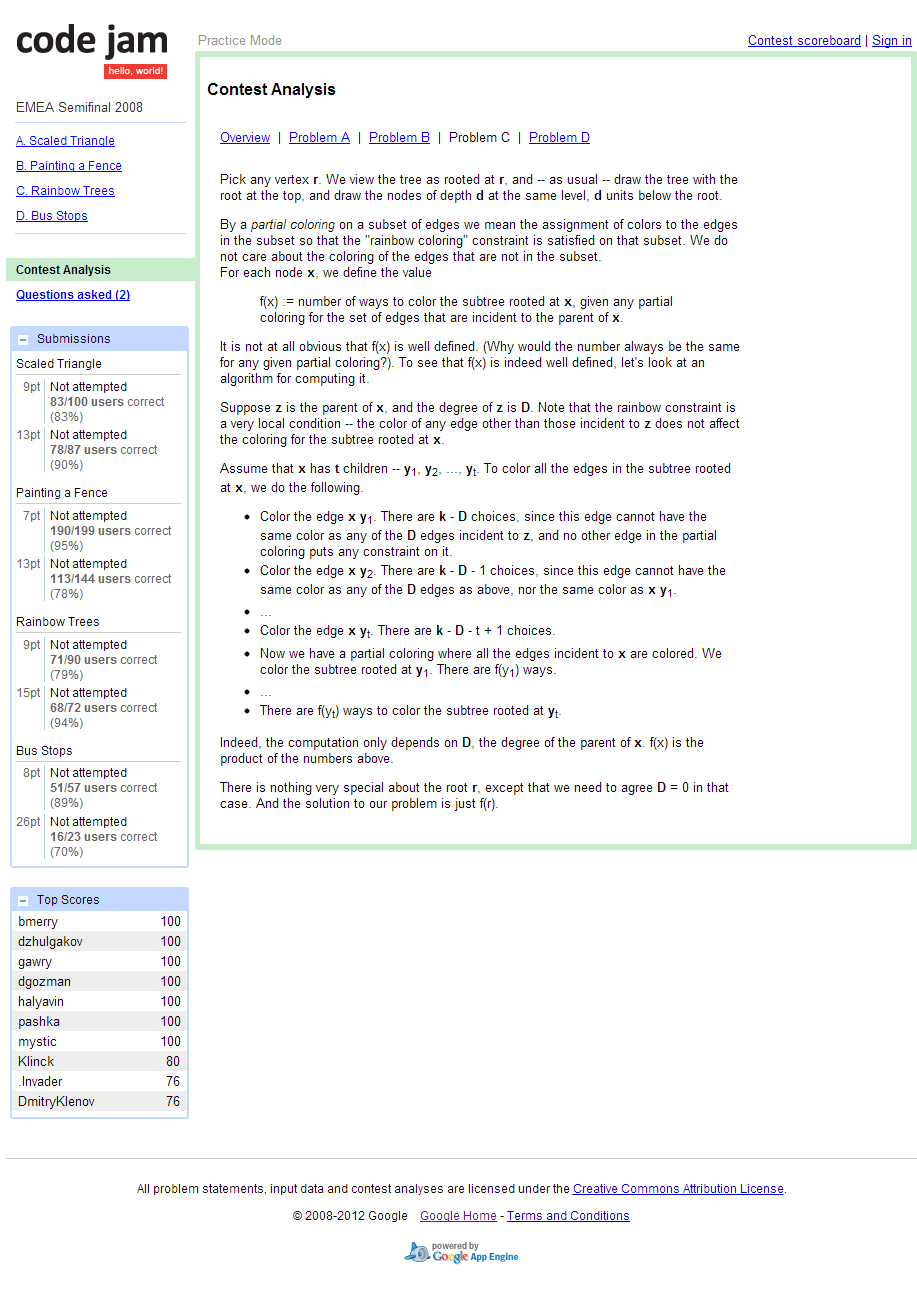 code jam
hello, world!
Practice Mode
Contest scoreboard | Sign in
EMEA Semifinal 2008
A. Scaled Triangle
B. Painting a Fence
C. Rainbow Trees
D. Bus Stops
Contest Analysis
Questions asked (2)
Submissions
Scaled Triangle
9pt Not attempted
83/100 users correct
(83%)
13pt Not attempted
78/87 users correct
(90%)
Painting a Fence
7pt Not attempted
190/199 users correct
(95%)
13pt Not attempted
113/144 users correct
(78%)
Rainbow Trees
9pt Not attempted
71/90 users correct
(79%)
15pt Not attempted
68/72 users correct
(94%)
Bus Stops
8pt Not attempted
51/57 users correct
(89%)
26pt Not attempted
16/23 users correct
(70%)
Top Scores
bmerry 100
dzhulgakov 100
gawry 100
dgozman 100
halyavin 100
pashka 100
mystic 100
Klinck 80
.Invader 76
DmitryKlenov 76
Contest Analysis
Overview | Problem A | Problem B | Problem C | Problem D
Pick any vertex r. We view the tree as rooted at r, and -- as usual -- draw the tree with the
root at the top, and draw the nodes of depth d at the same level, d units below the root.
By a partial coloring on a subset of edges we mean the assignment of colors to the edges
in the subset so that the "rainbow coloring" constraint is satisfied on that subset. We do
not care about the coloring of the edges that are not in the subset.
For each node x, we define the value
f(x) := number of ways to color the subtree rooted at x, given any partial
coloring for the set of edges that are incident to the parent of x.
It is not at all obvious that f(x) is well defined. (Why would the number always be the same
for any given partial coloring?). To see that f(x) is indeed well defined, let's look at an
algorithm for computing it.
Suppose z is the parent of x, and the degree of z is D. Note that the rainbow constraint is
a very local condition -- the color of any edge other than those incident to z does not affect
the coloring for the subtree rooted at x.
Assume that x has t children -- y1, y2, ..., yt. To color all the edges in the subtree rooted
at x, we do the following.
• Color the edge x y1. There are k - D choices, since this edge cannot have the
same color as any of the D edges incident to z, and no other edge in the partial
coloring puts any constraint on it.
• Color the edge x y2. There are k - D - 1 choices, since this edge cannot have the
same color as any of the D edges as above, nor the same color as x y1.
• ...
• Color the edge x yt. There are k - D - t + 1 choices.
• Now we have a partial coloring where all the edges incident to x are colored. We
color the subtree rooted at y1. There are f(y1) ways.
• ...
• There are f(yt) ways to color the subtree rooted at yt.
Indeed, the computation only depends on D, the degree of the parent of x. f(x) is the
product of the numbers above.
There is nothing very special about the root r, except that we need to agree D = 0 in that
case. And the solution to our problem is just f(r).
All problem statements, input data and contest analyses are licensed under the Creative Commons Attribution License.
© 2008-2012 Google Google Home - Terms and Conditions
powered by
Google App Engine